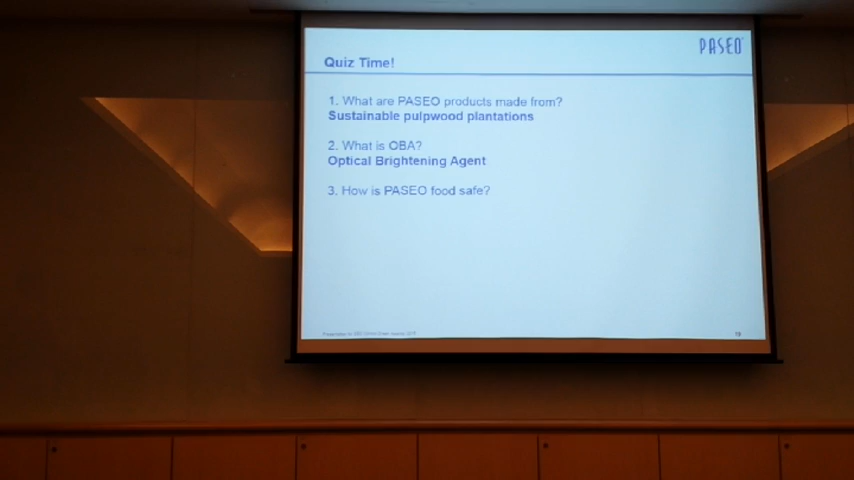 PASEO
Quiz Time!
1. What are PASEO products made from?
Sustainable pulpwood plantations
2. What is OBA?
Optical Brightening Agent
3. How is PASEO food safe?
19